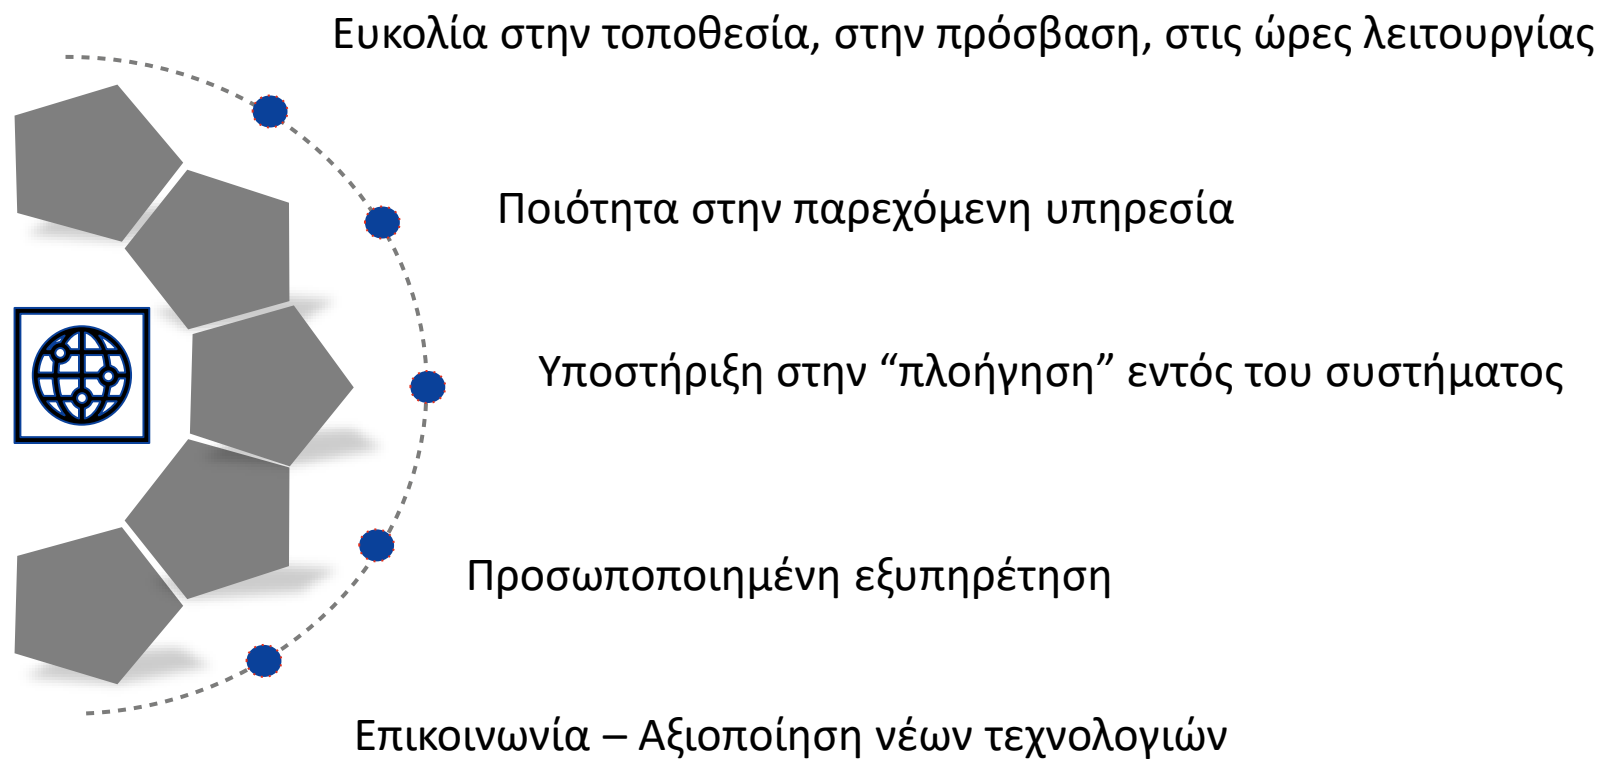 Ευκολία στην τοποθεσία, στην πρόσβαση, στις ώρες λειτουργίας
Ποιότητα στην παρεχόμενη υπηρεσία
Υποστήριξη στην “πλοήγηση” εντός του συστήματος
Προσωποποιημένη εξυπηρέτηση
Επικοινωνία – Αξιοποίηση νέων τεχνολογιών